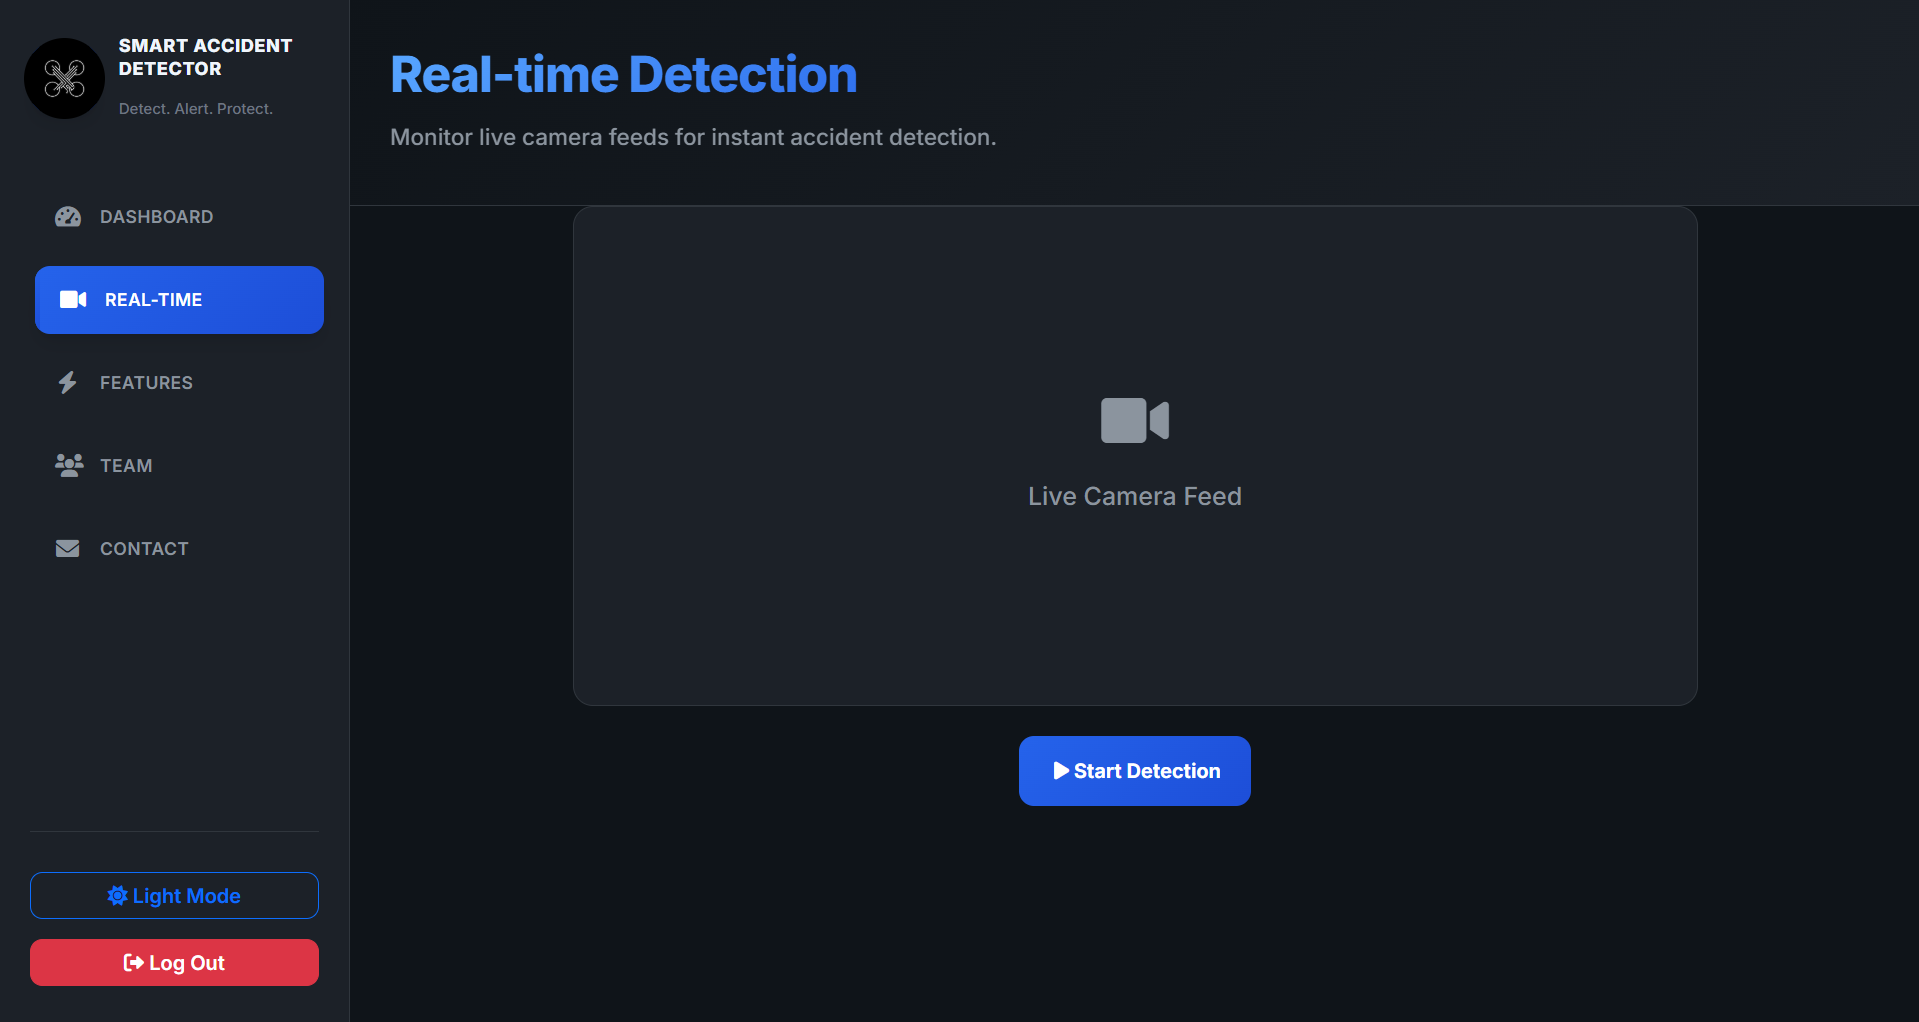 SMART ACCIDENT
DETECTOR
Detect. Alert. Protect.
DASHBOARD
REAL-TIME
FEATURES
TEAM
CONTACT
Light Mode
Log Out
Real-time Detection
Monitor live camera feeds for instant accident detection.
Live Camera Feed
Start Detection